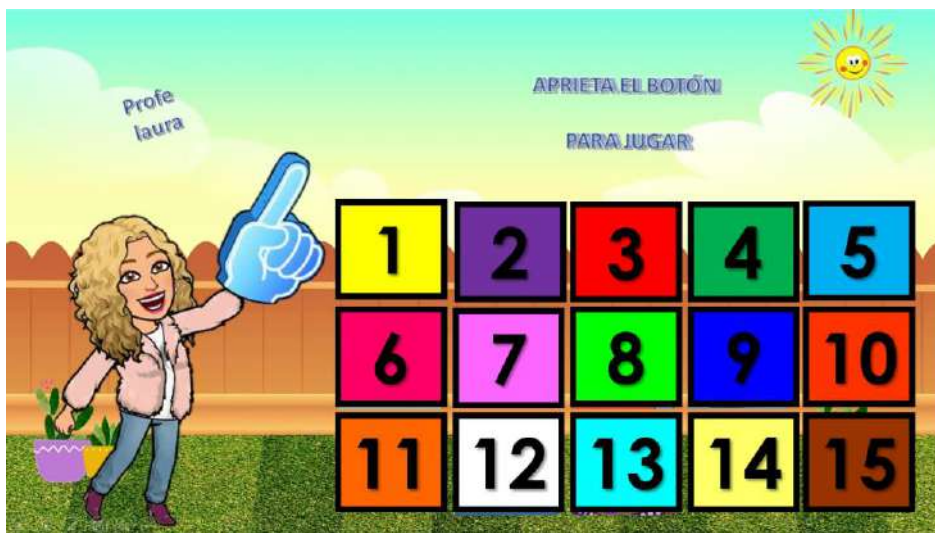 Profe
laura
APRIETA EL BOTÓN
PARA JUGAR
1 2 3 4 5
6 7 8 9 10
11 12 13 14 15